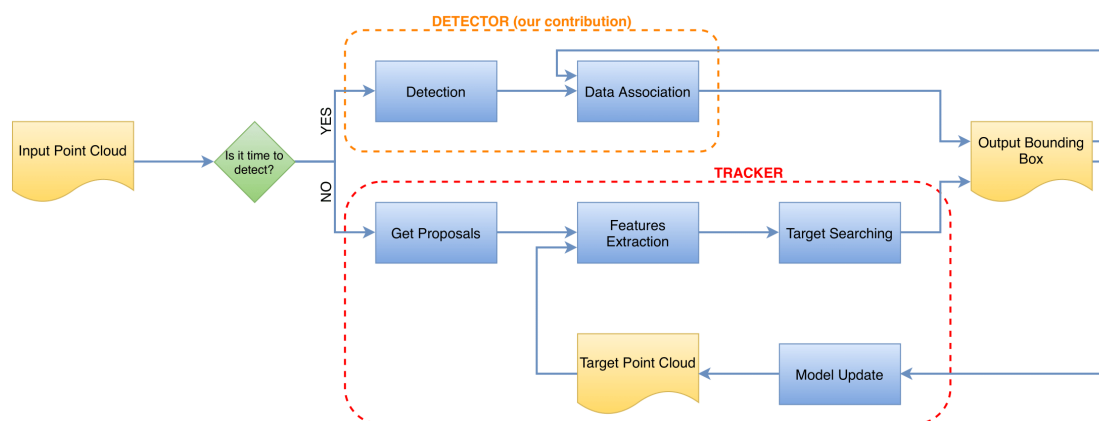 DETECTOR (our contribution)
Detection
Data Association
YES
Input Point Cloud
Is it time to
detect?
Output Bounding
Box
NO
TRACKER
Get Proposals
Features
Extraction
Target Searching
Target Point Cloud
Model Update